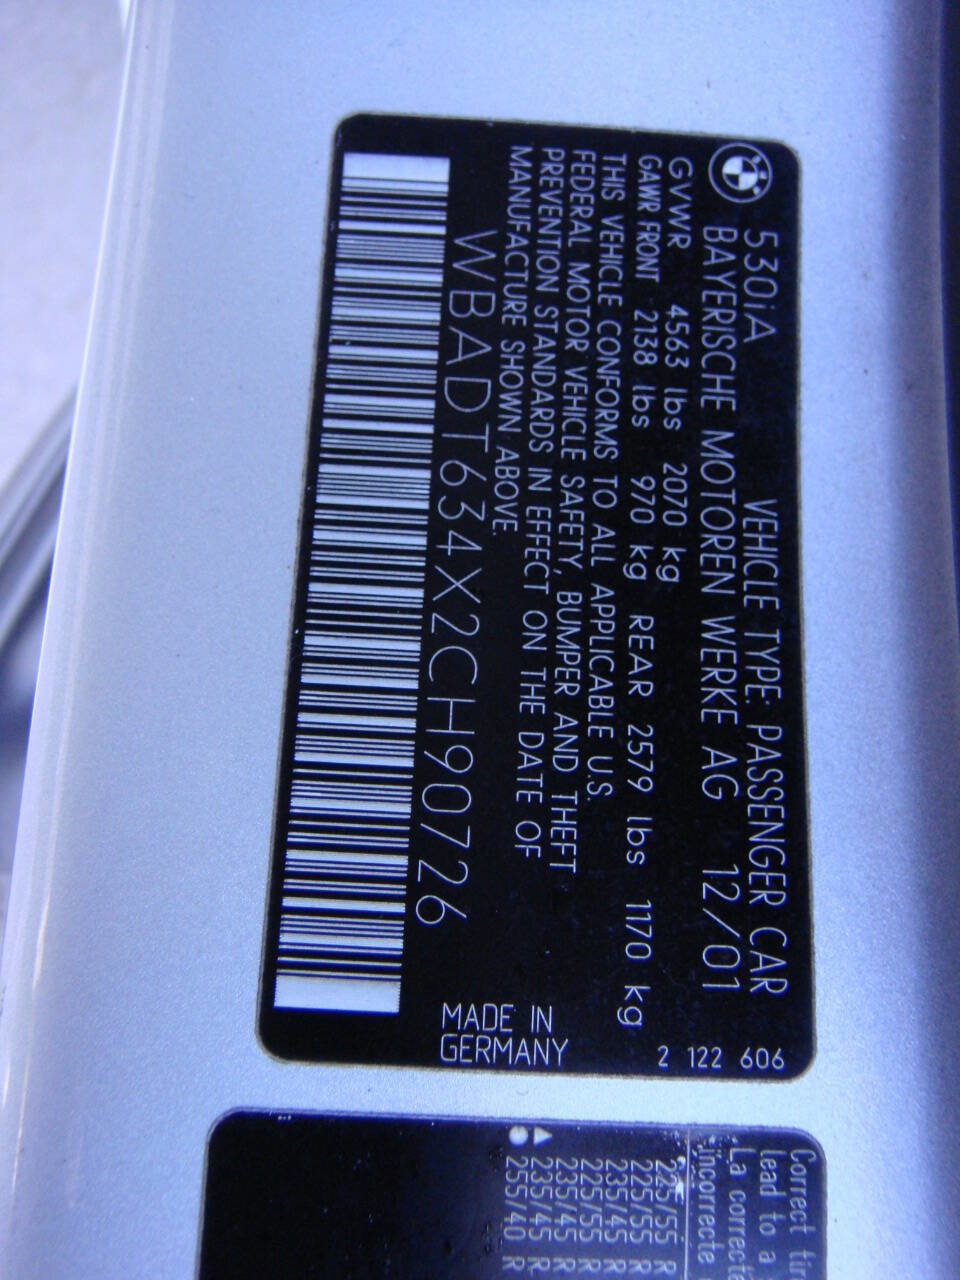 530iA VEHICLE TYPE: PASSENGER CAR
BAYERISCHE MOTOREN WERKE AG 12/01
GVWR 4563 lbs 2070 kg
GAWR FRONT 2138 lbs 970 kg REAR 2579 lbs 1170 kg
THIS VEHICLE CONFORMS TO ALL APPLICABLE U.S.
FEDERAL MOTOR VEHICLE SAFETY, BUMPER AND THEFT
PREVENTION STANDARDS IN EFFECT ON THE DATE OF
MANUFACTURE SHOWN ABOVE.
WBADT634X2CH90726
MADE IN
GERMANY
2 122 606
Correct tir
lead to a
La correct
incorrecte
225/55 R
225/55 R
235/45 R
225/55 R
235/45 R
235/45 R
255/40 R